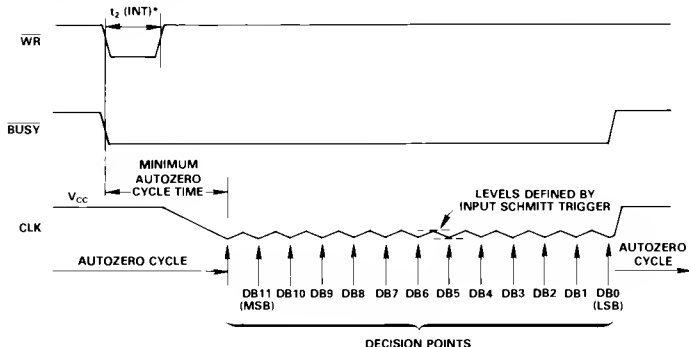 t2 (INT)*
WR
BUSY
MINIMUM
AUTOZERO
CYCLE TIME
VCC
LEVELS DEFINED BY
INPUT SCHMITT TRIGGER
CLK
AUTOZERO CYCLE
AUTOZERO
CYCLE
DB11 DB10 DB9 DB8 DB7 DB6 DB5 DB4 DB3 DB2 DB1 DB0
(MSB) (LSB)
DECISION POINTS